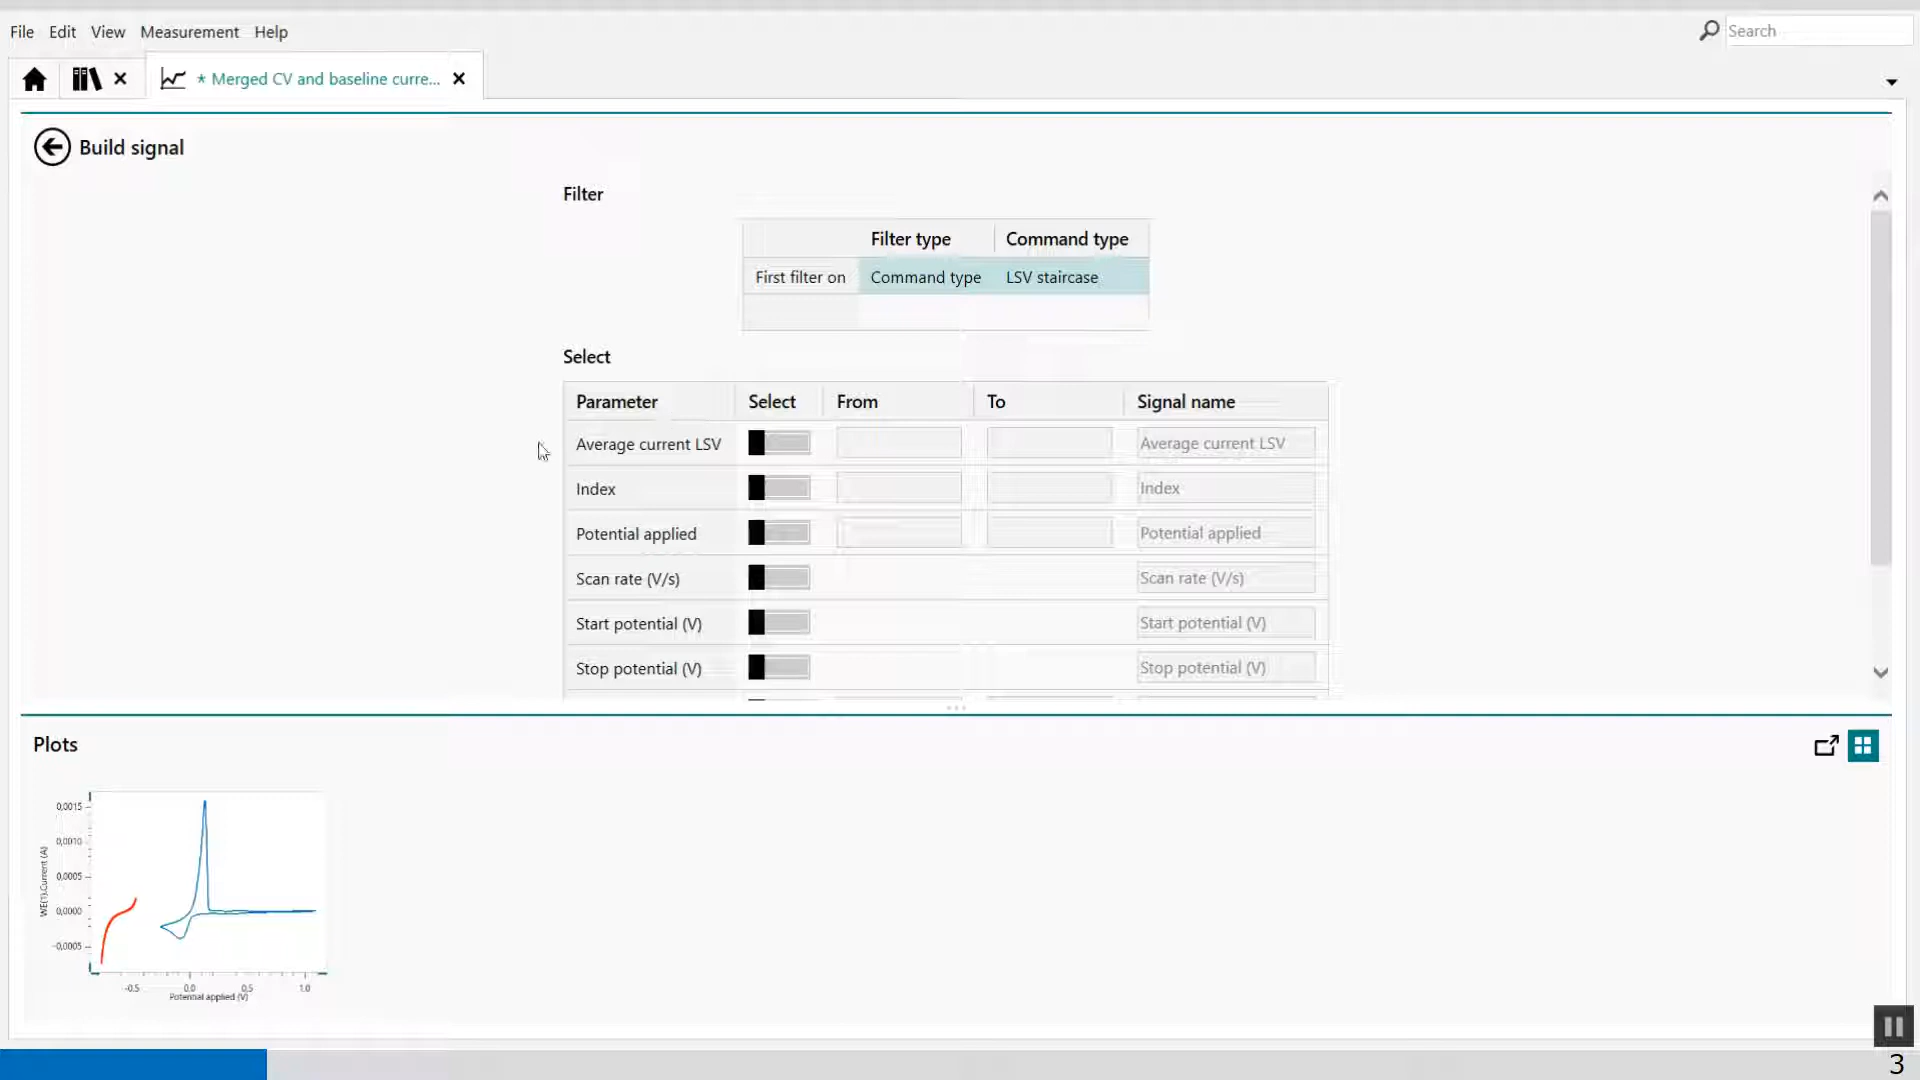 File Edit View Measurement Help
Search
* Merged CV and baseline curre...
Build signal
Filter
Filter type Command type
First filter on Command type LSV staircase
Select
Parameter Select From To Signal name
Average current LSV Average current LSV
Index Index
Potential applied Potential applied
Scan rate (V/s) Scan rate (V/s)
Start potential (V) Start potential (V)
Stop potential (V) Stop potential (V)
Plots
WE(1).Current (A)
0,0015
0,0010
0,0005
0,0000
-0,0005
-0.5 0.0 0.5 1.0
Potential applied (V)
3